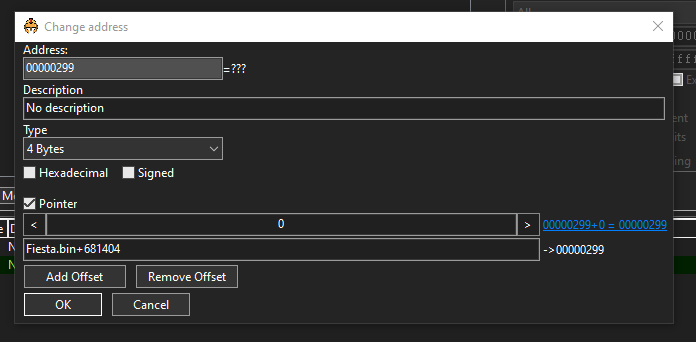 Change address
Address:
00000299 =???
Description
No description
Type
4 Bytes
Hexadecimal Signed
Pointer
< 0 > 00000299+0 = 00000299
Fiesta.bin+681404 ->00000299
Add Offset Remove Offset
OK Cancel